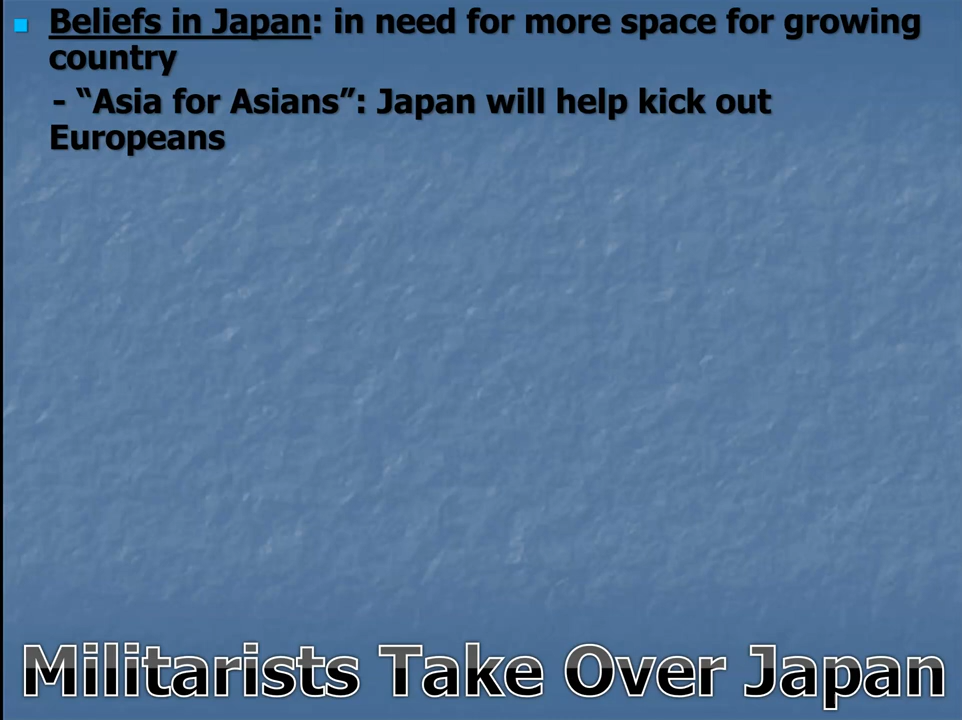 Beliefs in Japan: in need for more space for growing
country
- “Asia for Asians”: Japan will help kick out
Europeans
Militarists Take Over Japan